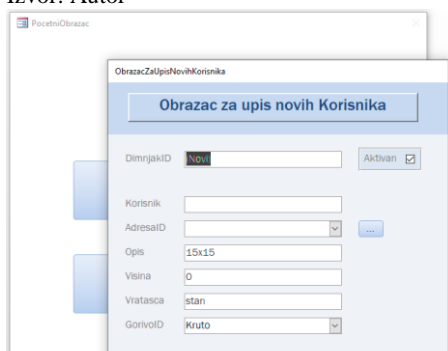 Izvor: Autor
PocetniObrazac
ObrazacZaUpisNovihKorisnika
Obrazac za upis novih Korisnika
DimnjakID (Novi) Aktivan
Korisnik
AdresaID ...
Opis 15x15
Visina 0
Vratasca stan
GorivoID Kruto